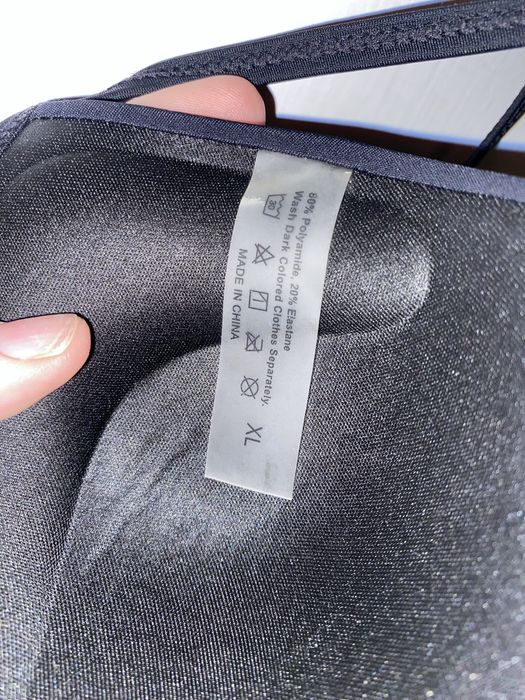 80% Polyamide, 20% Elastane
Wash Dark Colored Clothes Separately.
30
MADE IN CHINA
XL